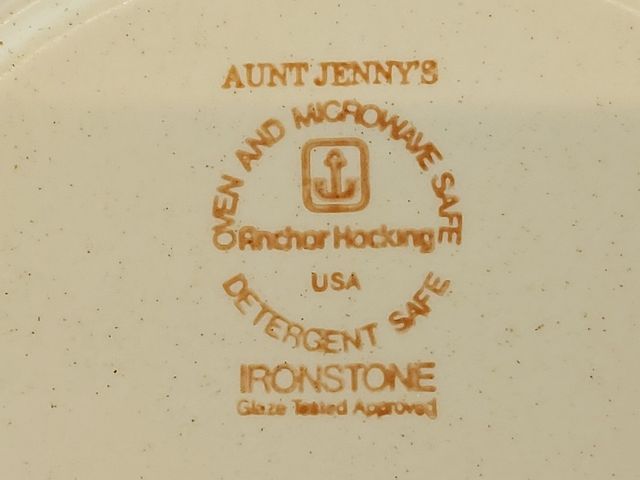 AUNT JENNY'S
OVEN AND MICROWAVE SAFE
Anchor Hocking
USA
DETERGENT SAFE
IRONSTONE
Glaze Tested Approved